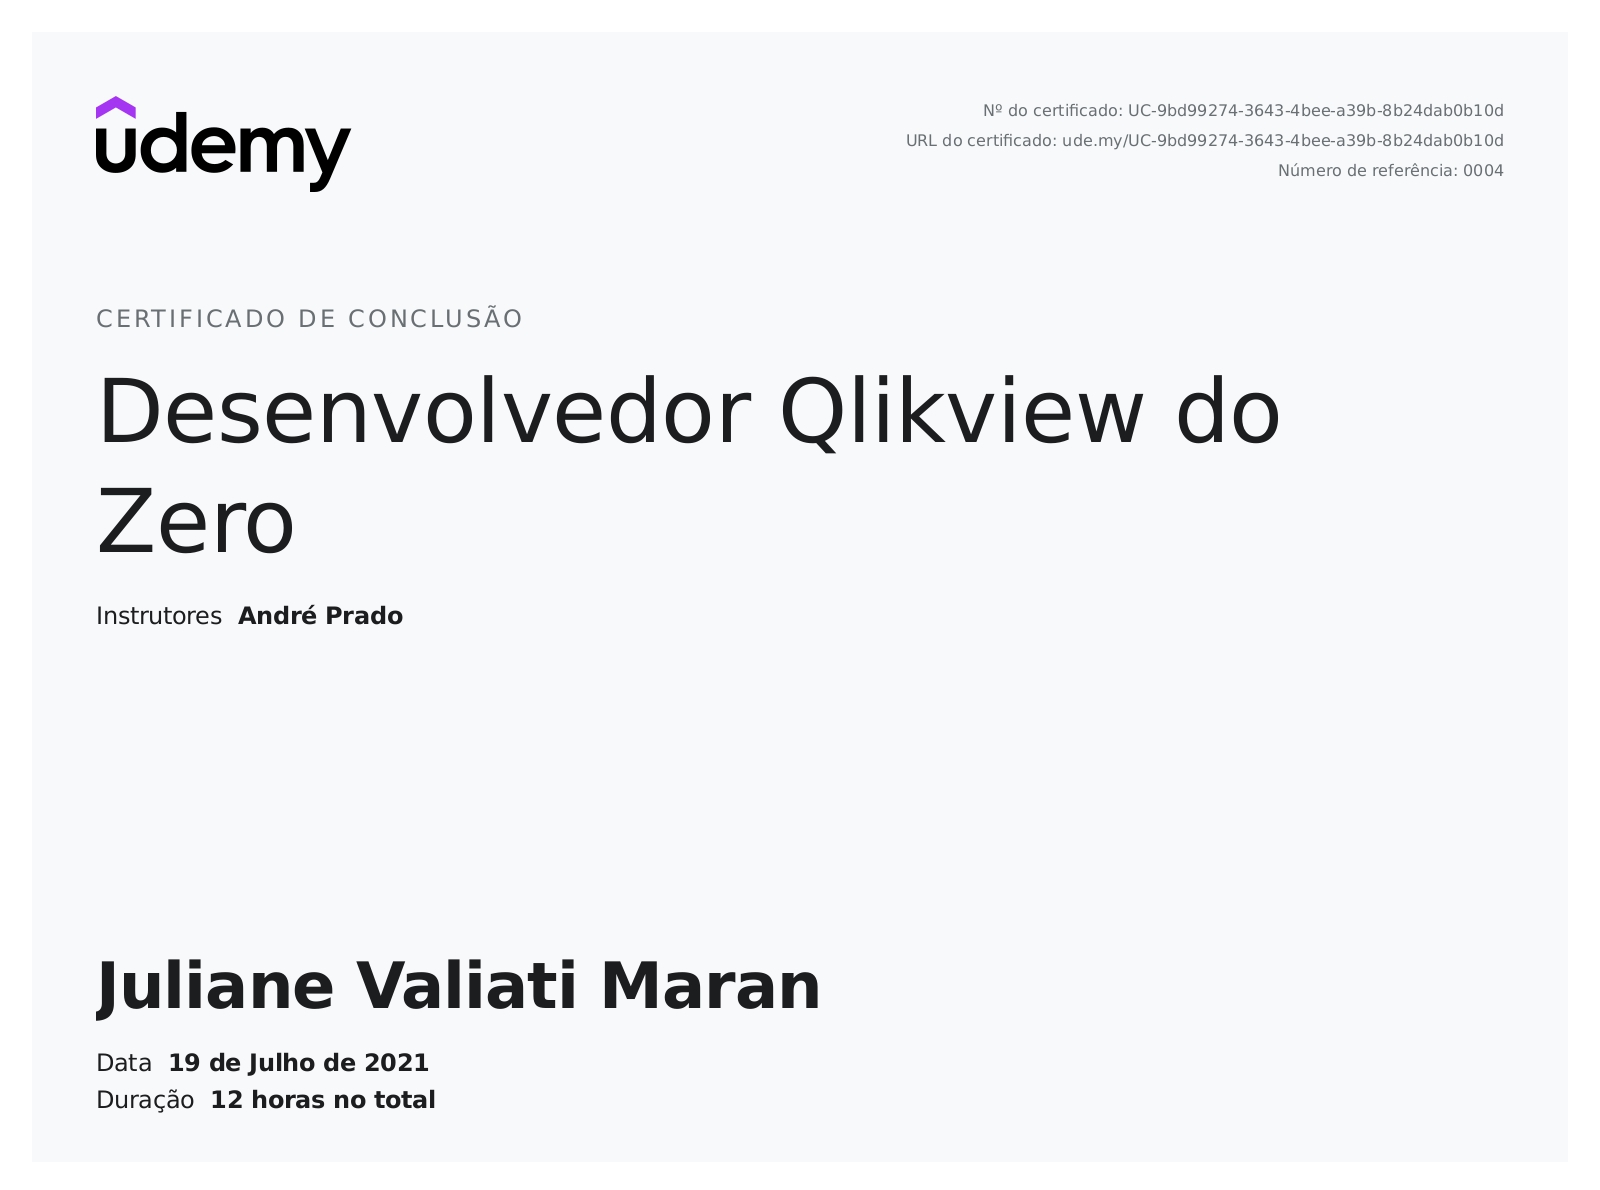 udemy
Nº do certificado: UC-9bd99274-3643-4bee-a39b-8b24dab0b10d
URL do certificado: ude.my/UC-9bd99274-3643-4bee-a39b-8b24dab0b10d
Número de referência: 0004
CERTIFICADO DE CONCLUSÃO
Desenvolvedor Qlikview do
Zero
Instrutores André Prado
Juliane Valiati Maran
Data 19 de Julho de 2021
Duração 12 horas no total